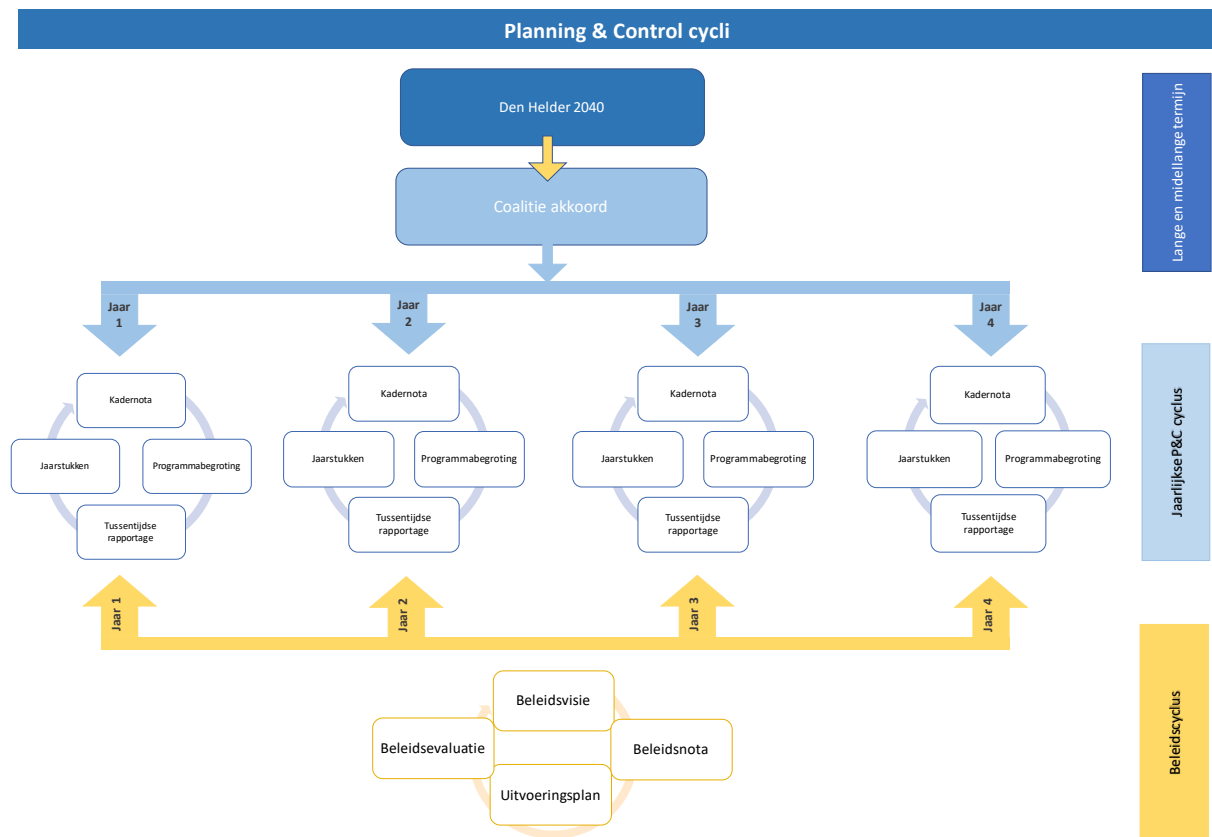 Planning & Control cycli
Den Helder 2040
Lange en midellange termijn
Coalitie akkoord
Jaar
1
Jaar
2
Jaar
3
Jaar
4
Kadernota
Jaarstukken
Programmabegroting
Tussentijdse
rapportage
Kadernota
Jaarstukken
Programmabegroting
Tussentijdse
rapportage
Kadernota
Jaarstukken
Programmabegroting
Tussentijdse
rapportage
Kadernota
Jaarstukken
Programmabegroting
Tussentijdse
rapportage
Jaarlijkse P&C cyclus
Jaar 1
Jaar 2
Jaar 3
Jaar 4
Beleidsvisie
Beleidsevaluatie
Beleidsnota
Uitvoeringsplan
Beleidscyclus